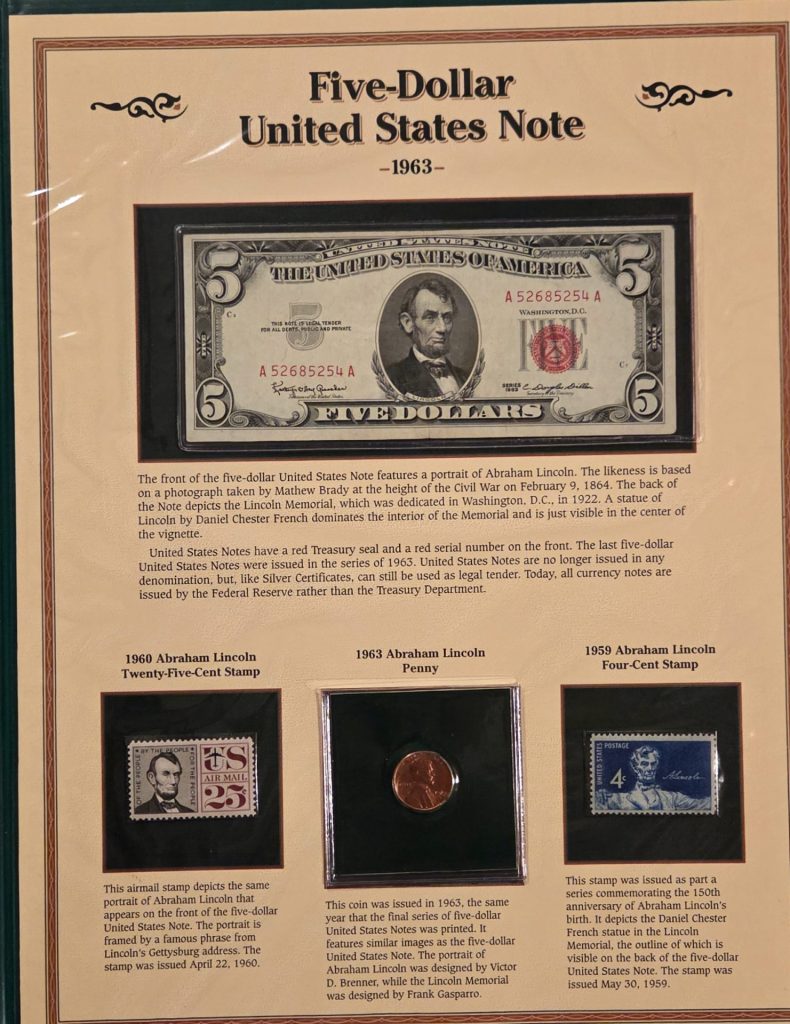 Five-Dollar
United States Note
–1963–
UNITED STATES NOTE
THE UNITED STATES OF AMERICA
5
5
A 52685254 A
WASHINGTON, D.C.
THIS NOTE IS LEGAL TENDER
FOR ALL DEBTS, PUBLIC AND PRIVATE
5
FIVE
A 52685254 A
SERIES
1963
5
5
FIVE DOLLARS
The front of the five-dollar United States Note features a portrait of Abraham Lincoln. The likeness is based
on a photograph taken by Mathew Brady at the height of the Civil War on February 9, 1864. The back of
the Note depicts the Lincoln Memorial, which was dedicated in Washington, D.C., in 1922. A statue of
Lincoln by Daniel Chester French dominates the interior of the Memorial and is just visible in the center of
the vignette.
United States Notes have a red Treasury seal and a red serial number on the front. The last five-dollar
United States Notes were issued in the series of 1963. United States Notes are no longer issued in any
denomination, but, like Silver Certificates, can still be used as legal tender. Today, all currency notes are
issued by the Federal Reserve rather than the Treasury Department.
1960 Abraham Lincoln
Twenty-Five-Cent Stamp
OF THE PEOPLE ★ BY THE PEOPLE ★ FOR THE PEOPLE
US
AIR MAIL
25¢
This airmail stamp depicts the same
portrait of Abraham Lincoln that
appears on the front of the five-dollar
United States Note. The portrait is
framed by a famous phrase from
Lincoln's Gettysburg address. The
stamp was issued April 22, 1960.
1963 Abraham Lincoln
Penny
This coin was issued in 1963, the same
year that the final series of five-dollar
United States Notes was printed. It
features similar images as the five-dollar
United States Note. The portrait of
Abraham Lincoln was designed by Victor
D. Brenner, while the Lincoln Memorial
was designed by Frank Gasparro.
1959 Abraham Lincoln
Four-Cent Stamp
UNITED STATES POSTAGE
4¢
A. Lincoln
This stamp was issued as part a
series commemorating the 150th
anniversary of Abraham Lincoln's
birth. It depicts the Daniel Chester
French statue in the Lincoln
Memorial, the outline of which is
visible on the back of the five-dollar
United States Note. The stamp was
issued May 30, 1959.